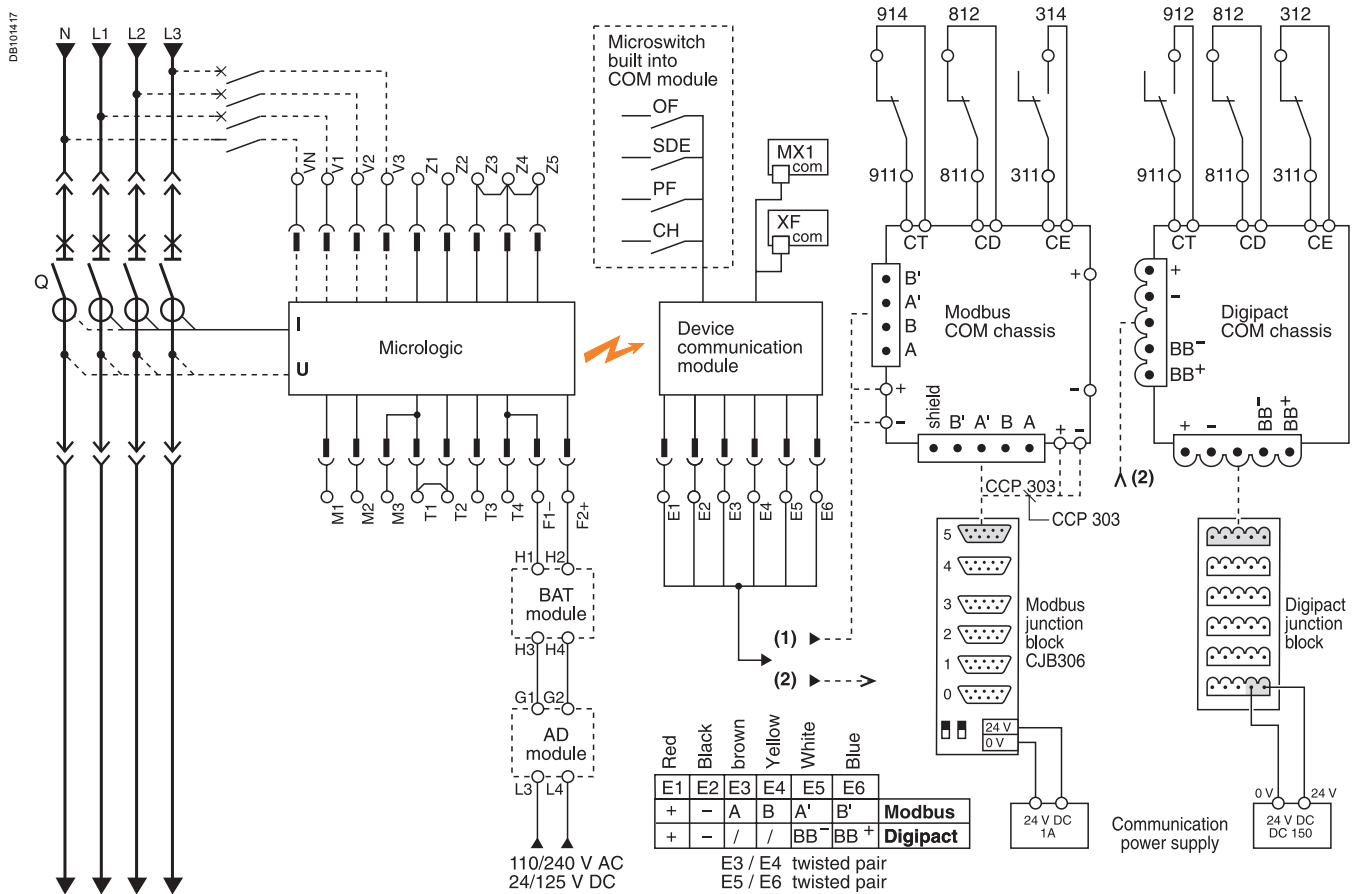 DB101417
N L1 L2 L3
Q
VN V1 V2 V3 Z1 Z2 Z3 Z4 Z5
I
U
Micrologic
M1 M2 M3 T1 T2 T3 T4 F1− F2+
H1 H2
BAT
module
H3 H4
G1 G2
AD
module
L3 L4
110/240 V AC
24/125 V DC
Microswitch
built into
COM module
OF
SDE
PF
CH
MX1
com
XF
com
Device
communication
module
E1 E2 E3 E4 E5 E6
(1)
(2)
914 812 314
911 811 311
CT CD CE
B'
A'
B
A
+
−
+
−
Modbus
COM chassis
shield B' A' B A + −
CCP 303
CCP 303
5
4
3
2
1
0
Modbus
junction
block
CJB306
24 V
0 V
24 V DC
1A
912 812 312
911 811 311
CT CD CE
+
−
BB−
BB+
Digipact
COM chassis
+ − BB− BB+
(2)
Digipact
junction
block
0 V 24 V
24 V DC
DC 150
Communication
power supply
Red Black brown Yellow White Blue
E1 E2 E3 E4 E5 E6
+ − A B A' B' Modbus
+ − / / BB− BB+ Digipact
E3 / E4 twisted pair
E5 / E6 twisted pair